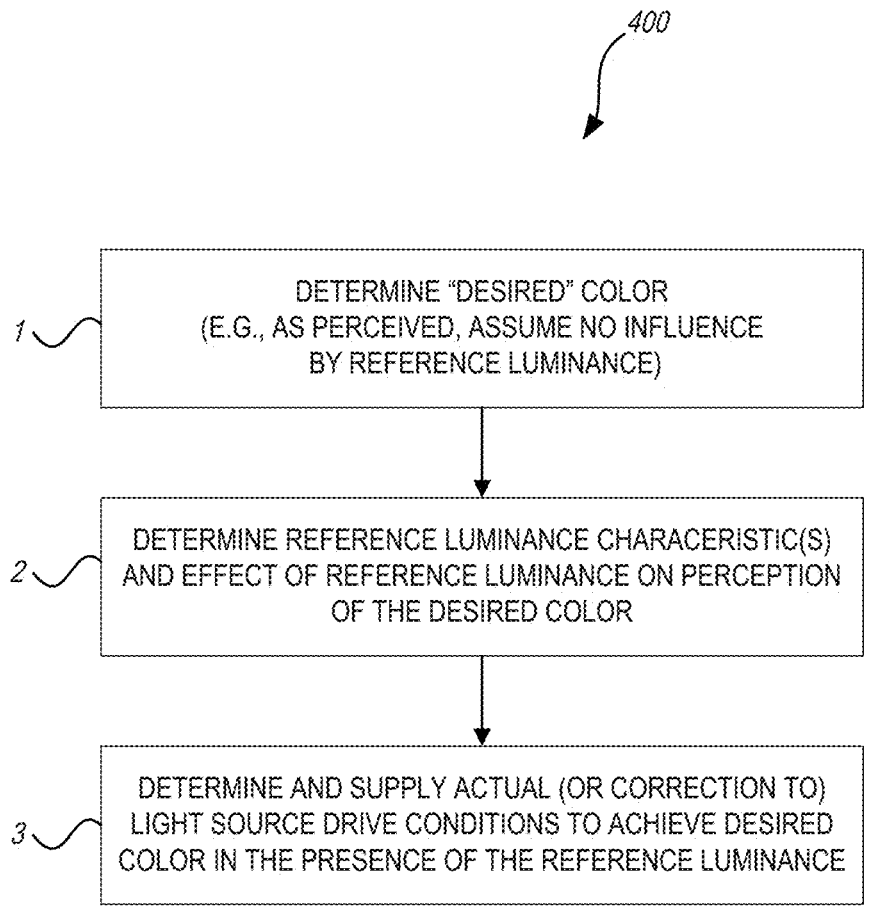 400
1
DETERMINE “DESIRED” COLOR
(E.G., AS PERCEIVED, ASSUME NO INFLUENCE
BY REFERENCE LUMINANCE)
2
DETERMINE REFERENCE LUMINANCE CHARACERISTIC(S)
AND EFFECT OF REFERENCE LUMINANCE ON PERCEPTION
OF THE DESIRED COLOR
3
DETERMINE AND SUPPLY ACTUAL (OR CORRECTION TO)
LIGHT SOURCE DRIVE CONDITIONS TO ACHIEVE DESIRED
COLOR IN THE PRESENCE OF THE REFERENCE LUMINANCE